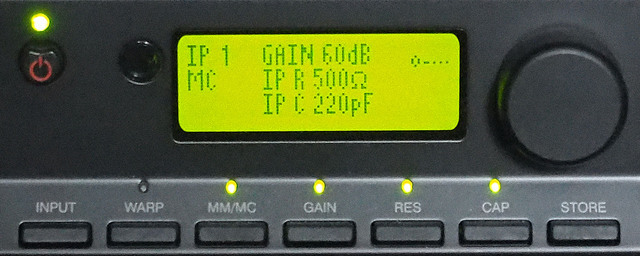 IP 1 GAIN 60dB
MC IP R 500Ω
IP C 220pF
INPUT WARP MM/MC GAIN RES CAP STORE